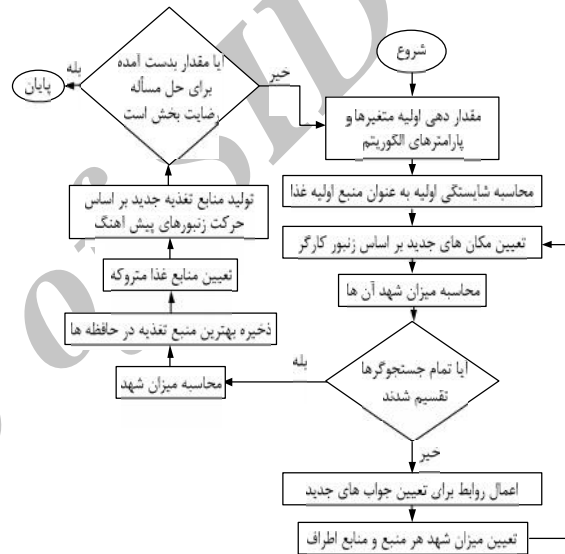 شروع
مقدار دهی اولیه متغیرها و
پارامترهای الگوریتم
محاسبه شایستگی اولیه به عنوان منبع اولیه غذا
تعیین مکان های جدید بر اساس زنبور کارگر
محاسبه میزان شهد آن ها
آیا تمام جستجوگرها
تقسیم شدند
خیر
اعمال روابط برای تعیین جواب های جدید
تعیین میزان شهد هر منبع و منابع اطراف
بله
محاسبه میزان شهد
ذخیره بهترین منبع تغذیه در حافظه ها
تعیین منابع غذا متروکه
تولید منابع تغذیه جدید بر اساس
حرکت زنبورهای پیش اهنگ
آیا مقدار بدست آمده
برای حل مسأله
رضایت بخش است
خیر
بله
پایان
of SID